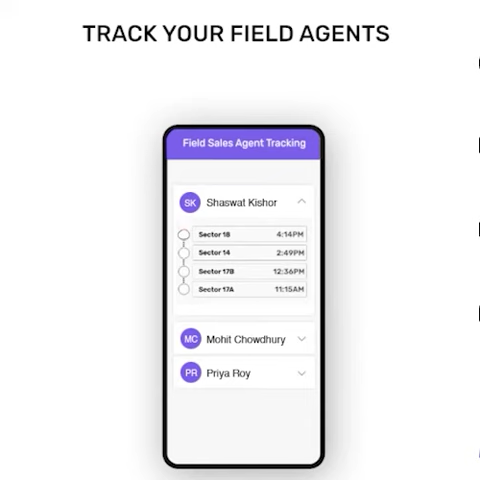 TRACK YOUR FIELD AGENTS
Field Sales Agent Tracking
SK Shaswat Kishor
Sector 18 4:14PM
Sector 14 2:49PM
Sector 17B 12:36PM
Sector 17A 11:15AM
MC Mohit Chowdhury
PR Priya Roy